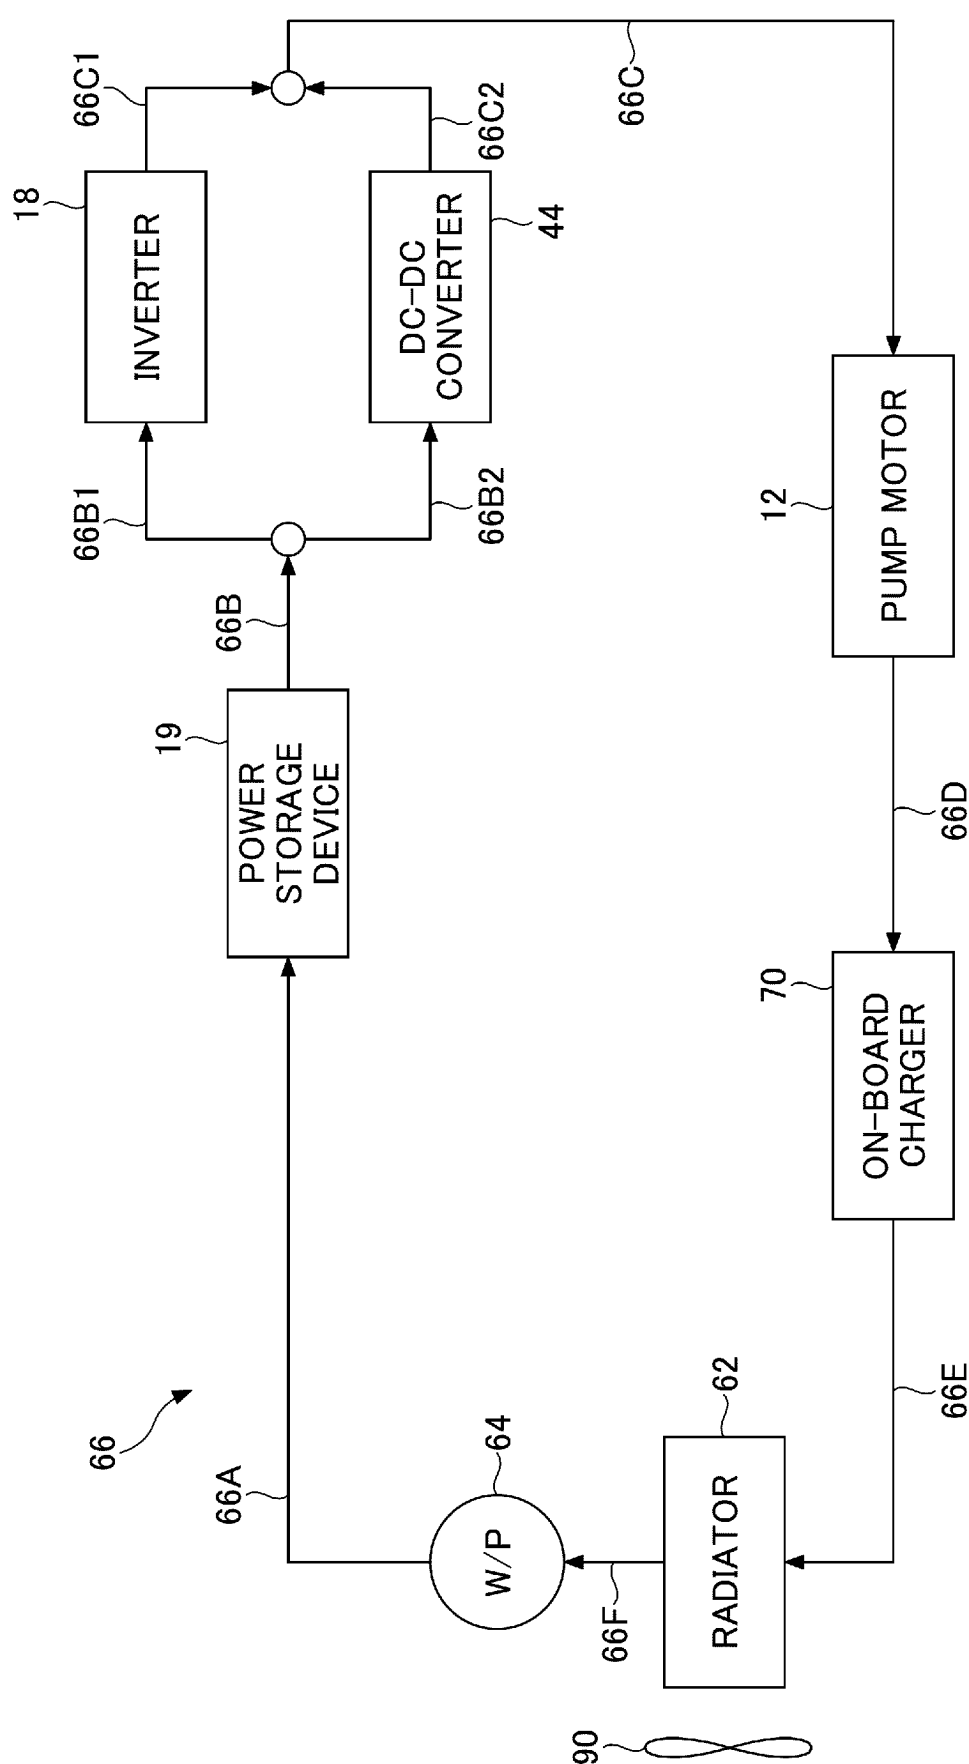 66
66A
W/P
64
66F
RADIATOR
62
90
19
POWER
STORAGE
DEVICE
66B
66B1
66B2
18
INVERTER
DC-DC
CONVERTER
44
66C1
66C2
66C
12
PUMP MOTOR
66D
70
ON-BOARD
CHARGER
66E